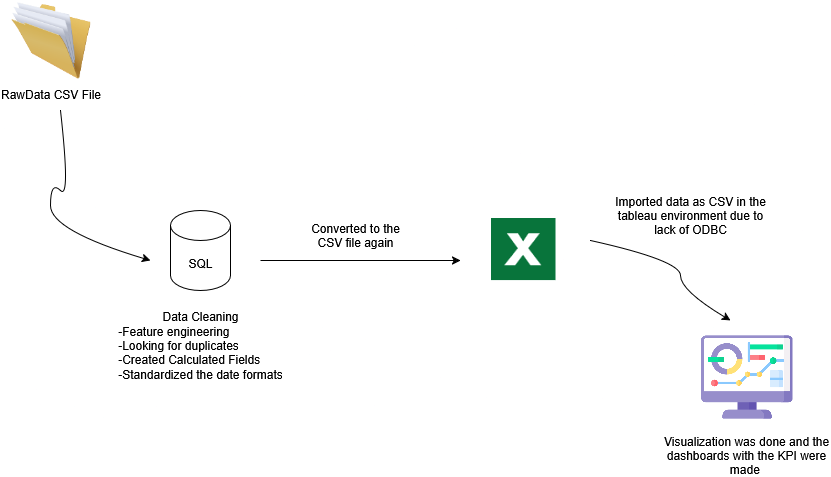 RawData CSV File
Imported data as CSV in the
tableau environment due to
lack of ODBC
Converted to the
CSV file again
SQL
X
Data Cleaning
-Feature engineering
-Looking for duplicates
-Created Calculated Fields
-Standardized the date formats
Visualization was done and the
dashboards with the KPI were
made